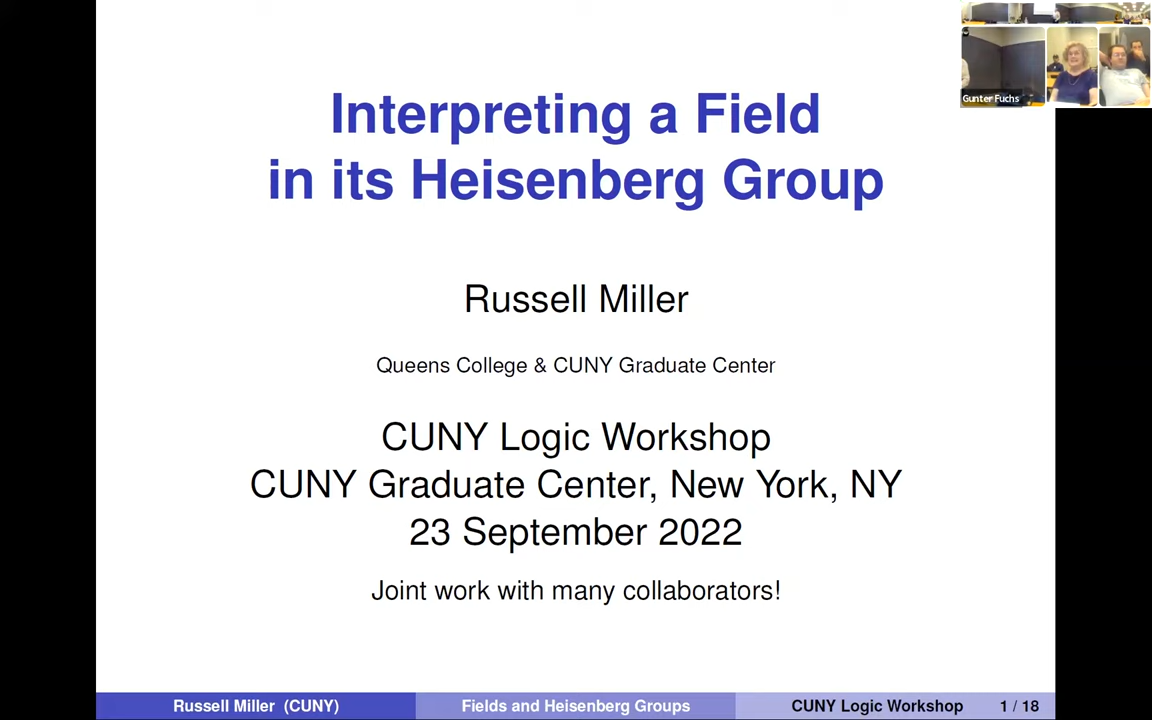 Interpreting a Field
in its Heisenberg Group
Russell Miller
Queens College & CUNY Graduate Center
CUNY Logic Workshop
CUNY Graduate Center, New York, NY
23 September 2022
Joint work with many collaborators!
Gunter Fuchs
Russell Miller (CUNY) Fields and Heisenberg Groups CUNY Logic Workshop 1 / 18